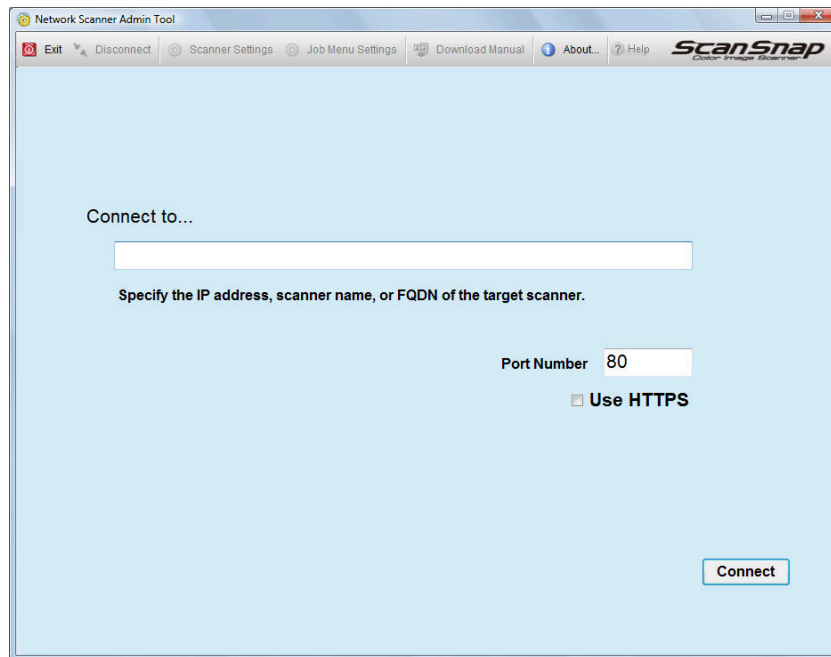 Network Scanner Admin Tool
Exit Disconnect Scanner Settings Job Menu Settings Download Manual About... Help ScanSnap
Color Image Scanner
Connect to...
Specify the IP address, scanner name, or FQDN of the target scanner.
Port Number 80
Use HTTPS
Connect